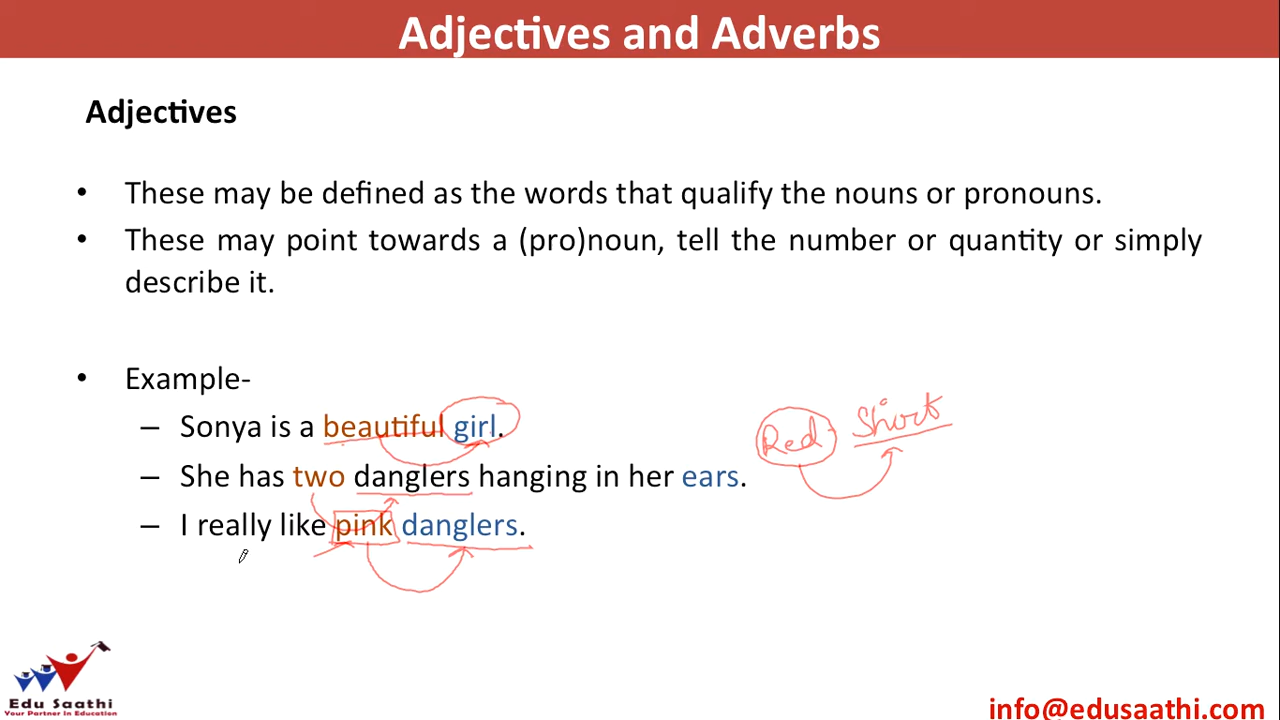 Adjectives and Adverbs
Adjectives
• These may be defined as the words that qualify the nouns or pronouns.
• These may point towards a (pro)noun, tell the number or quantity or simply
describe it.
• Example-
– Sonya is a beautiful girl.
– She has two danglers hanging in her ears.
– I really like pink danglers.
Red
Edu Saathi
Your Partner In Education
info@edusaathi.com